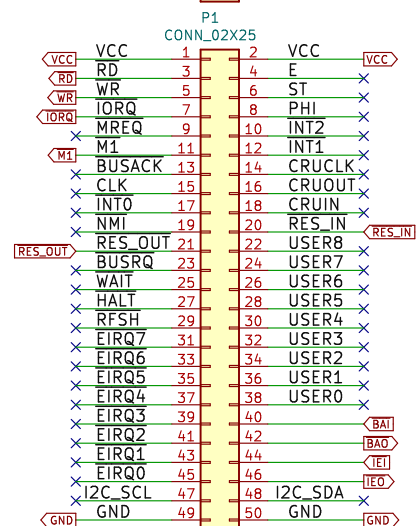 P1
CONN_02X25
VCC VCC 1 2 VCC VCC
RD RD 3 4 E
WR WR 5 6 ST
IORQ IORQ 7 8 PHI
MREQ 9 10 INT2
M1 M1 11 12 INT1
BUSACK 13 14 CRUCLK
CLK 15 16 CRUOUT
INT0 17 18 CRUIN
NMI 19 20 RES_IN RES_IN
RES_OUT RES_OUT 21 22 USER8
BUSRQ 23 24 USER7
WAIT 25 26 USER6
HALT 27 28 USER5
RFSH 29 30 USER4
EIRQ7 31 32 USER3
EIRQ6 33 34 USER2
EIRQ5 35 36 USER1
EIRQ4 37 38 USER0
EIRQ3 39 40 BAI
EIRQ2 41 42 BAO
EIRQ1 43 44 IEI
EIRQ0 45 46 IEO
I2C_SCL 47 48 I2C_SDA
GND GND 49 50 GND GND